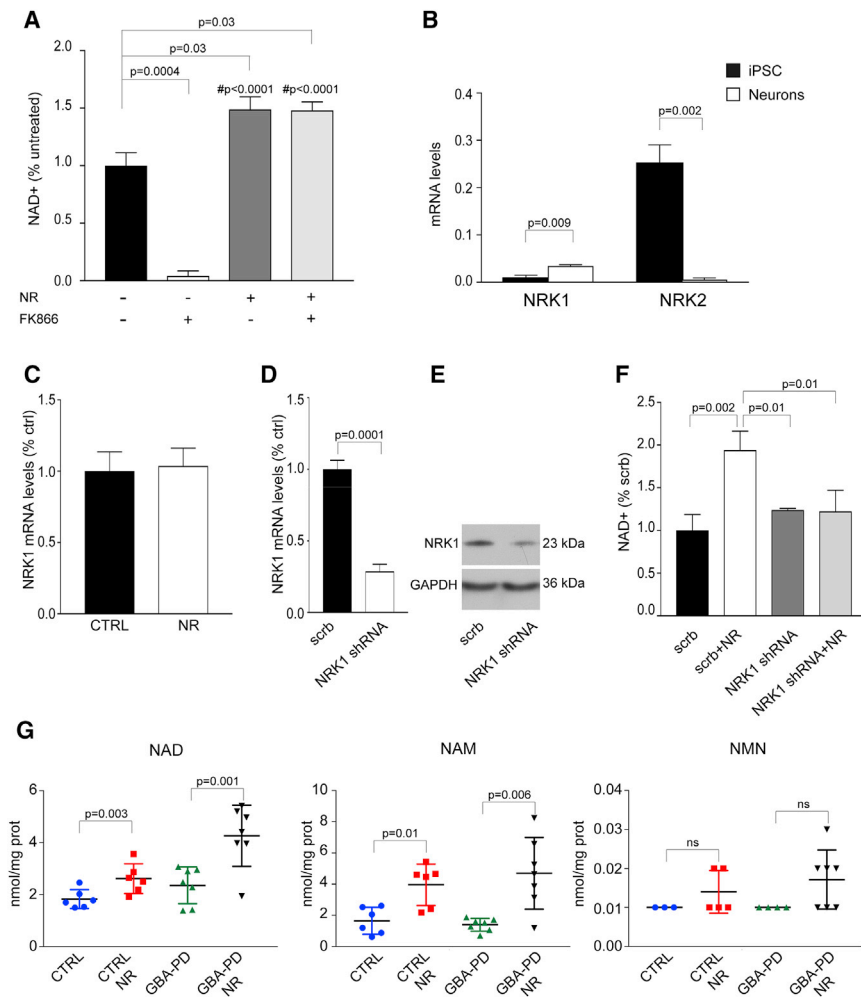 A
p=0.03
p=0.03
p=0.0004
#p<0.0001 #p<0.0001
NAD+ (% untreated)
2.0
1.5
1.0
0.5
0.0
NR - - + +
FK866 - + - +
B
iPSC
Neurons
mRNA levels
0.4
0.3
0.2
0.1
0.0
p=0.002
p=0.009
NRK1 NRK2
C
NRK1 mRNA levels (% ctrl)
1.5
1.0
0.5
0.0
CTRL NR
D
NRK1 mRNA levels (% ctrl)
1.5
1.0
0.5
0.0
p=0.0001
scrb
NRK1 shRNA
E
NRK1 23 kDa
GAPDH 36 kDa
scrb
NRK1 shRNA
F
p=0.01
p=0.002 p=0.01
NAD+ (% scrb)
2.5
2.0
1.5
1.0
0.5
0.0
scrb
scrb+NR
NRK1 shRNA
NRK1 shRNA+NR
G
NAD
nmol/mg prot
6
4
2
0
p=0.003
p=0.001
CTRL
CTRL NR
GBA-PD
GBA-PD NR
NAM
nmol/mg prot
10
8
6
4
2
0
p=0.01
p=0.006
CTRL
CTRL NR
GBA-PD
GBA-PD NR
NMN
nmol/mg prot
0.04
0.03
0.02
0.01
0.00
ns
ns
CTRL
CTRL NR
GBA-PD
GBA-PD NR